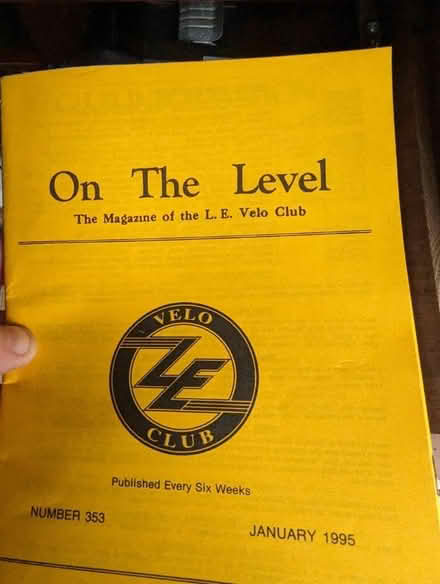 On The Level
The Magazine of the L. E. Velo Club
VELO
LE
CLUB
Published Every Six Weeks
NUMBER 353
JANUARY 1995